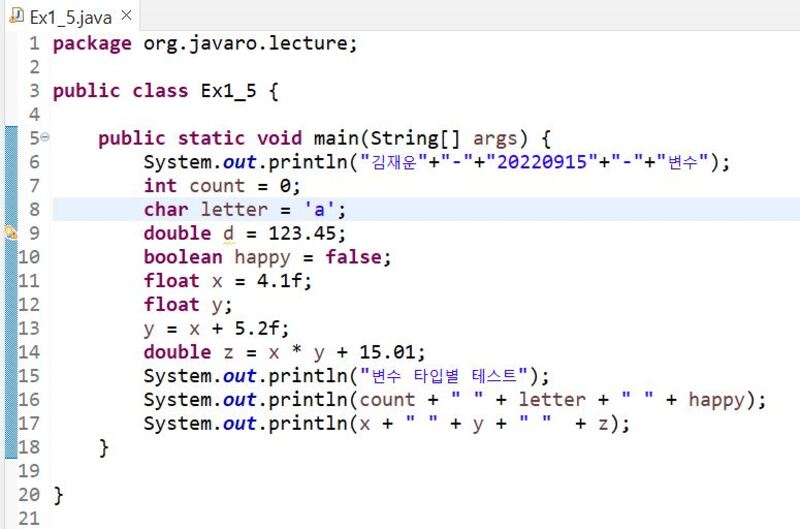 Ex1_5.java
1 package org.javaro.lecture;
2
3 public class Ex1_5 {
4
5     public static void main(String[] args) {
6         System.out.println("김재운"+"-"+"20220915"+"-"+"변수");
7         int count = 0;
8         char letter = 'a';
9         double d = 123.45;
10         boolean happy = false;
11         float x = 4.1f;
12         float y;
13         y = x + 5.2f;
14         double z = x * y + 15.01;
15         System.out.println("변수 타입별 테스트");
16         System.out.println(count + " " + letter + " " + happy);
17         System.out.println(x + " " + y + " "  + z);
18     }
19
20 }
21